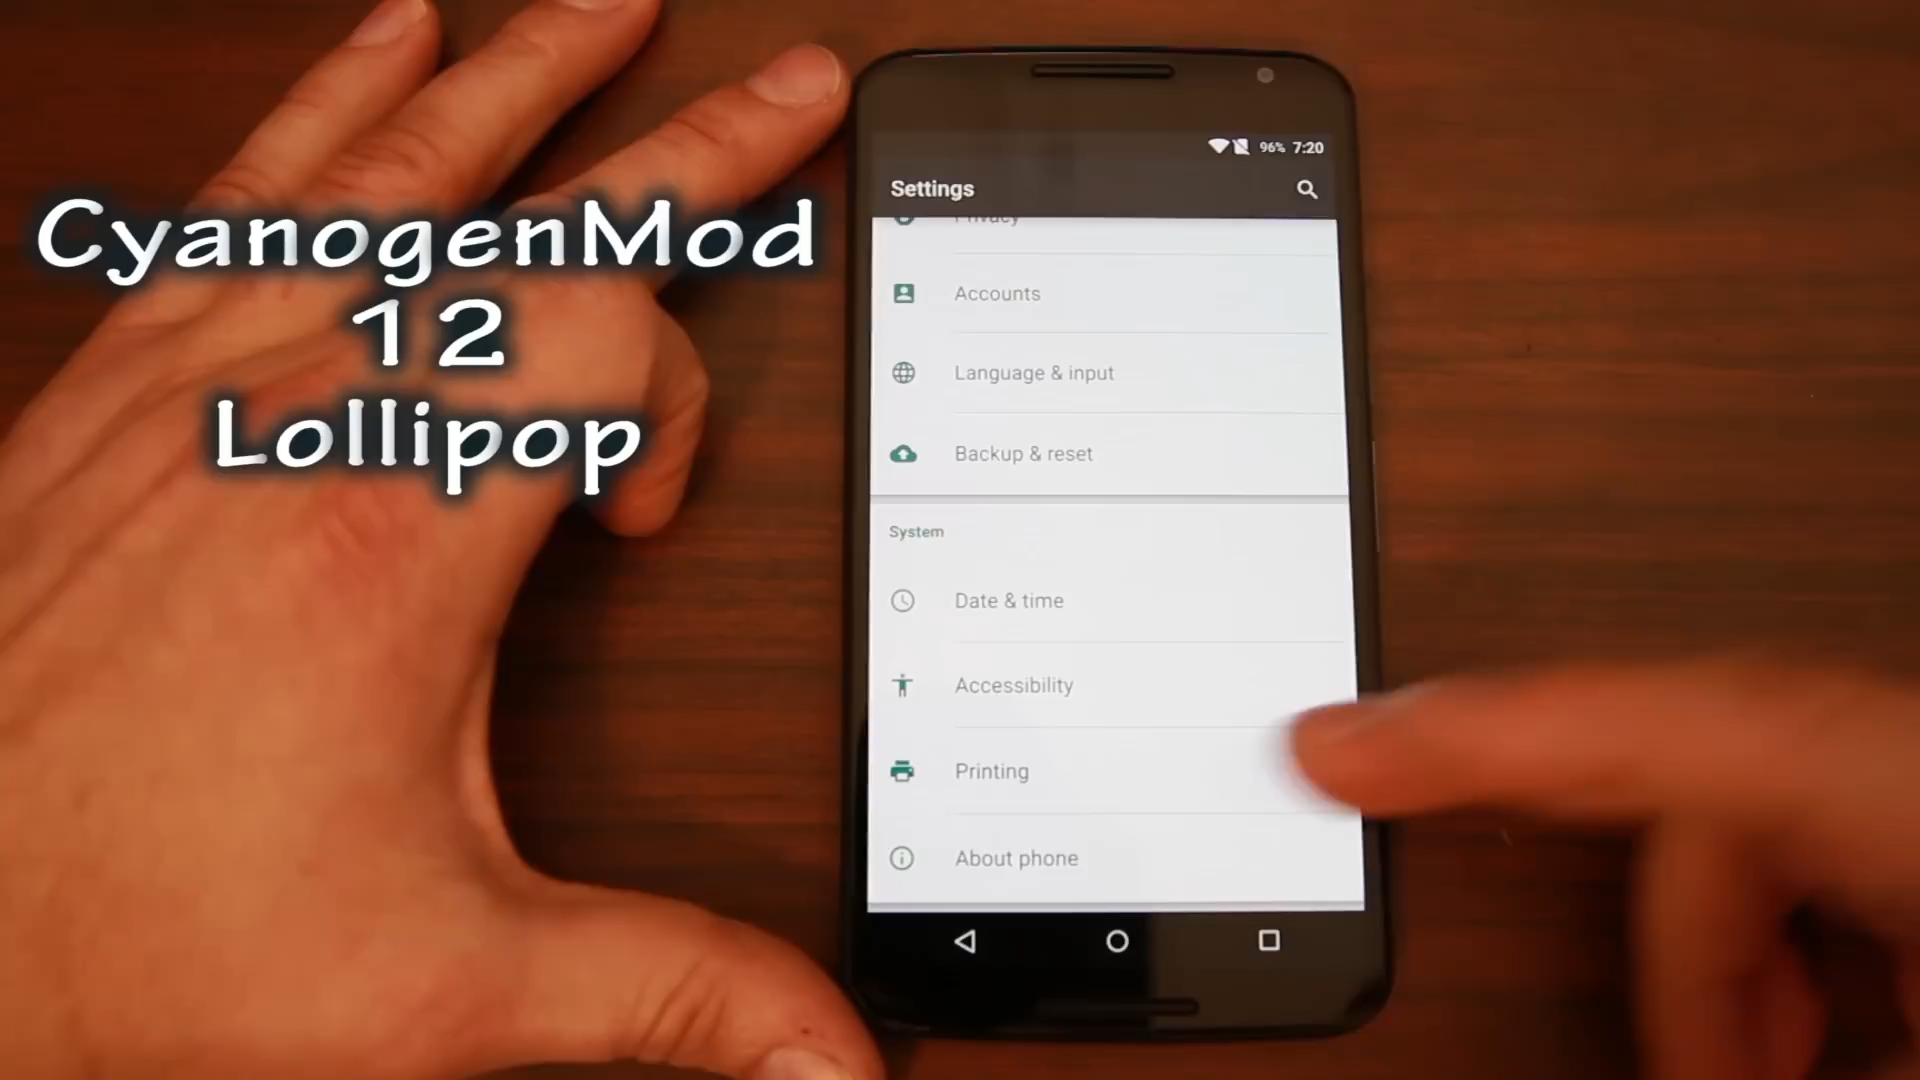 CyanogenMod
12
Lollipop
96% 7:20
Settings
Privacy
Accounts
Language & input
Backup & reset
System
Date & time
Accessibility
Printing
About phone